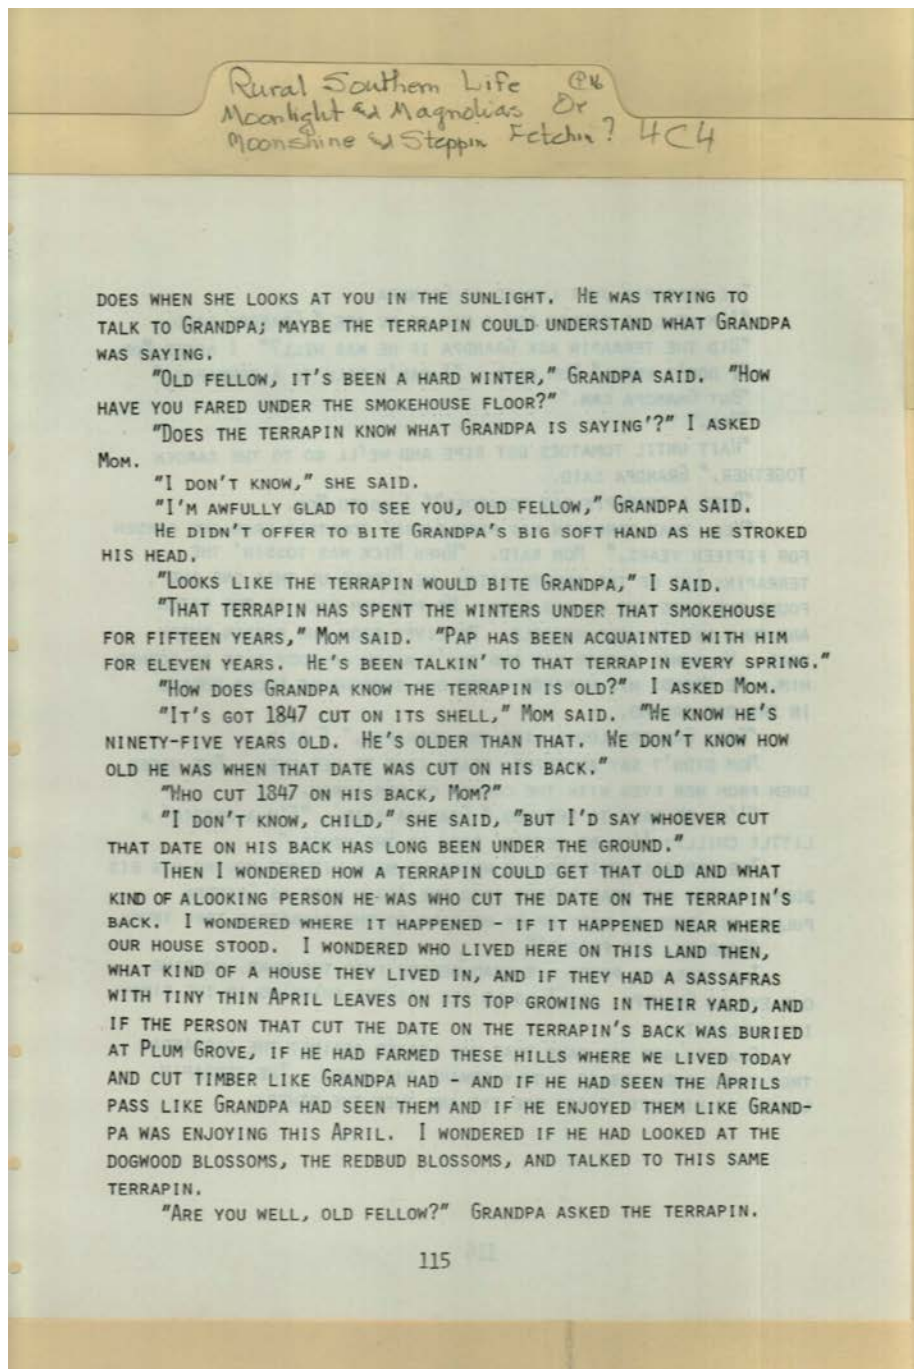 Rural Southern Life
Moonlight & Magnolias Or
Moonshine & Steppin Fetchin? 4C4
DOES WHEN SHE LOOKS AT YOU IN THE SUNLIGHT. HE WAS TRYING TO
TALK TO GRANDPA; MAYBE THE TERRAPIN COULD UNDERSTAND WHAT GRANDPA
WAS SAYING.
"OLD FELLOW, IT'S BEEN A HARD WINTER," GRANDPA SAID. "HOW
HAVE YOU FARED UNDER THE SMOKEHOUSE FLOOR?"
"DOES THE TERRAPIN KNOW WHAT GRANDPA IS SAYING'?" I ASKED
MOM.
"I DON'T KNOW," SHE SAID.
"I'M AWFULLY GLAD TO SEE YOU, OLD FELLOW," GRANDPA SAID.
HE DIDN'T OFFER TO BITE GRANDPA'S BIG SOFT HAND AS HE STROKED
HIS HEAD.
"LOOKS LIKE THE TERRAPIN WOULD BITE GRANDPA," I SAID.
"THAT TERRAPIN HAS SPENT THE WINTERS UNDER THAT SMOKEHOUSE
FOR FIFTEEN YEARS," MOM SAID. "PAP HAS BEEN ACQUAINTED WITH HIM
FOR ELEVEN YEARS. HE'S BEEN TALKIN' TO THAT TERRAPIN EVERY SPRING."
"HOW DOES GRANDPA KNOW THE TERRAPIN IS OLD?" I ASKED MOM.
"IT'S GOT 1847 CUT ON ITS SHELL," MOM SAID. "WE KNOW HE'S
NINETY-FIVE YEARS OLD. HE'S OLDER THAN THAT. WE DON'T KNOW HOW
OLD HE WAS WHEN THAT DATE WAS CUT ON HIS BACK."
"WHO CUT 1847 ON HIS BACK, MOM?"
"I DON'T KNOW, CHILD," SHE SAID, "BUT I'D SAY WHOEVER CUT
THAT DATE ON HIS BACK HAS LONG BEEN UNDER THE GROUND."
THEN I WONDERED HOW A TERRAPIN COULD GET THAT OLD AND WHAT
KIND OF ALOOKING PERSON HE WAS WHO CUT THE DATE ON THE TERRAPIN'S
BACK. I WONDERED WHERE IT HAPPENED - IF IT HAPPENED NEAR WHERE
OUR HOUSE STOOD. I WONDERED WHO LIVED HERE ON THIS LAND THEN,
WHAT KIND OF A HOUSE THEY LIVED IN, AND IF THEY HAD A SASSAFRAS
WITH TINY THIN APRIL LEAVES ON ITS TOP GROWING IN THEIR YARD, AND
IF THE PERSON THAT CUT THE DATE ON THE TERRAPIN'S BACK WAS BURIED
AT PLUM GROVE, IF HE HAD FARMED THESE HILLS WHERE WE LIVED TODAY
AND CUT TIMBER LIKE GRANDPA HAD - AND IF HE HAD SEEN THE APRILS
PASS LIKE GRANDPA HAD SEEN THEM AND IF HE ENJOYED THEM LIKE GRAND-
PA WAS ENJOYING THIS APRIL. I WONDERED IF HE HAD LOOKED AT THE
DOGWOOD BLOSSOMS, THE REDBUD BLOSSOMS, AND TALKED TO THIS SAME
TERRAPIN.
"ARE YOU WELL, OLD FELLOW?" GRANDPA ASKED THE TERRAPIN.
115